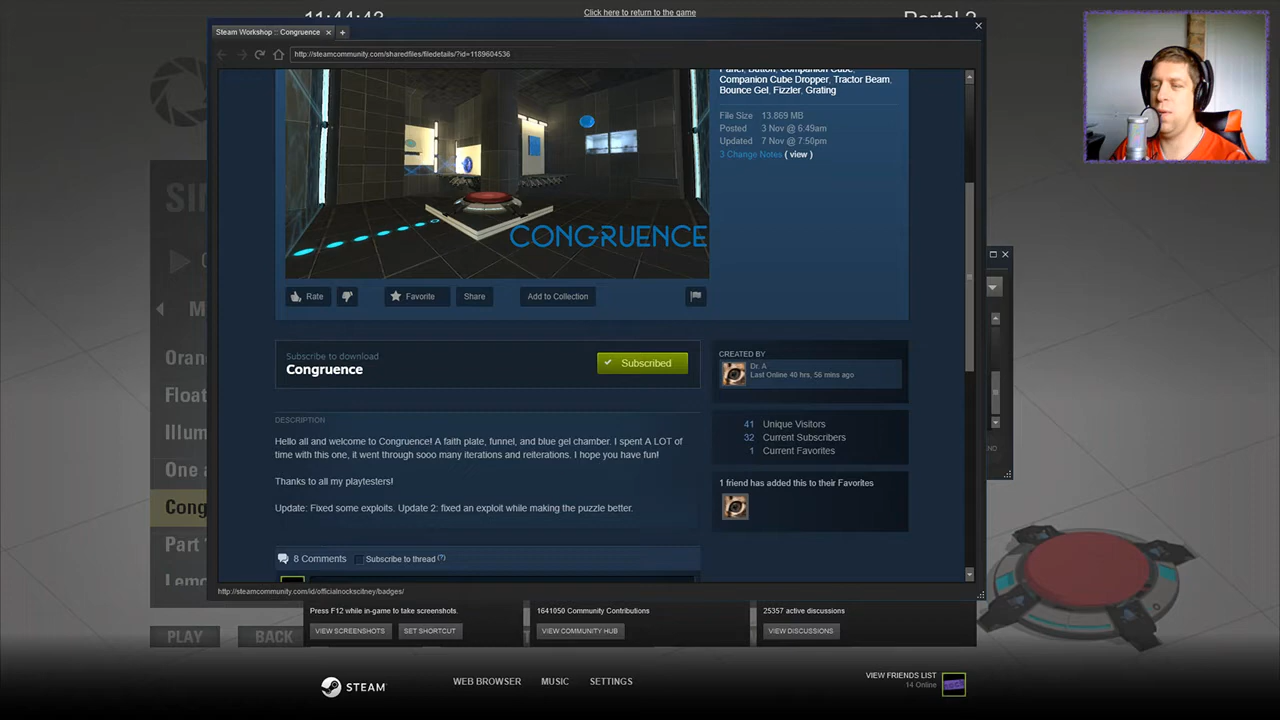 11:44:43
Click here to return to the game
Portal 2
Steam Workshop :: Congruence
http://steamcommunity.com/sharedfiles/filedetails/?id=1189604536
Panel, Button, Companion Cube,
Companion Cube Dropper, Tractor Beam,
Bounce Gel, Fizzler, Grating
File Size 13.869 MB
Posted 3 Nov @ 6:49am
Updated 7 Nov @ 7:50pm
3 Change Notes ( view )
CONGRUENCE
Rate
Favorite
Share
Add to Collection
Subscribe to download
Congruence
Subscribed
CREATED BY
Dr. A
Last Online 40 hrs, 56 mins ago
DESCRIPTION
Hello all and welcome to Congruence! A faith plate, funnel, and blue gel chamber. I spent A LOT of
time with this one, it went through sooo many iterations and reiterations. I hope you have fun!
Thanks to all my playtesters!
Update: Fixed some exploits. Update 2: fixed an exploit while making the puzzle better.
41 Unique Visitors
32 Current Subscribers
1 Current Favorites
1 friend has added this to their Favorites
8 Comments
Subscribe to thread (?)
http://steamcommunity.com/id/officialnockscitney/badges/
SI
M
Oran
Float
Illum
One a
Cong
Part
Lemo
PLAY
BACK
Press F12 while in-game to take screenshots.
VIEW SCREENSHOTS
SET SHORTCUT
1641050 Community Contributions
VIEW COMMUNITY HUB
25357 active discussions
VIEW DISCUSSIONS
STEAM
WEB BROWSER
MUSIC
SETTINGS
VIEW FRIENDS LIST
14 Online